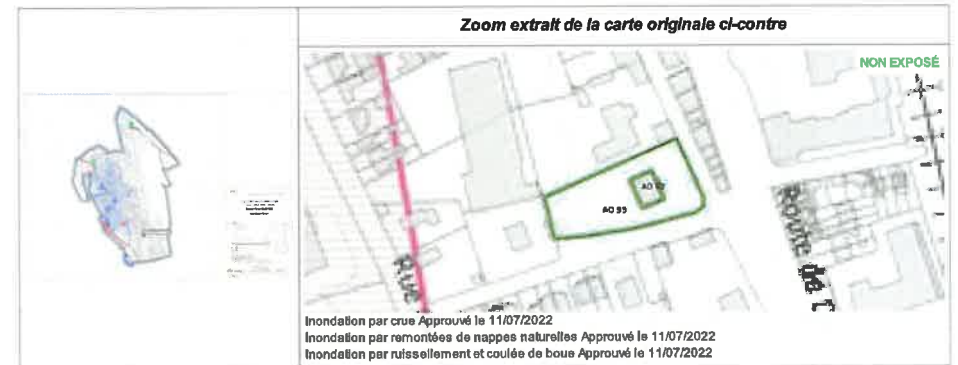 Zoom extrait de la carte originale ci-contre
NON EXPOSÉ
AO 99
Rue
Route de
Inondation par crue Approuvé le 11/07/2022
Inondation par remontées de nappes naturelles Approuvé le 11/07/2022
Inondation par ruissellement et coulée de boue Approuvé le 11/07/2022